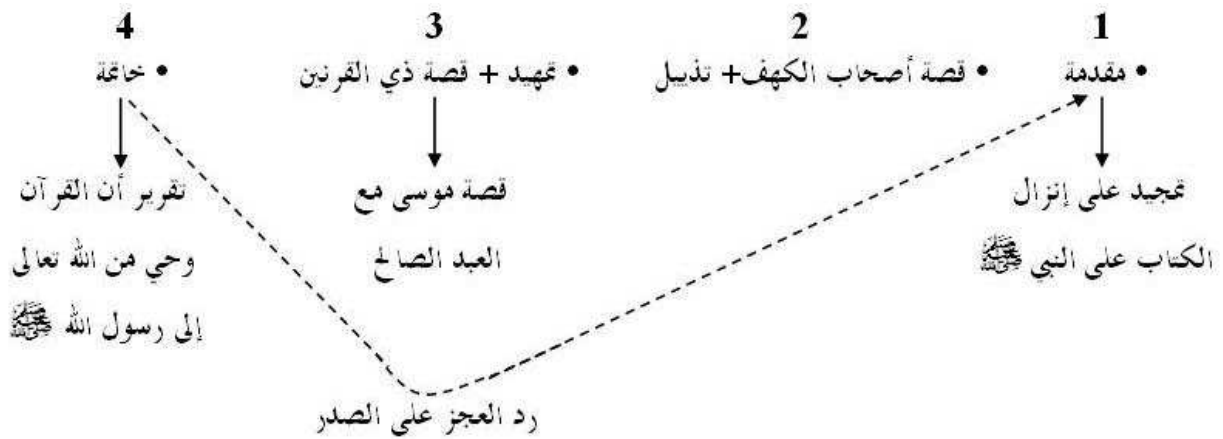 1 2 3 4
• مقدمة • قصة أصحاب الكهف+ تذييل • تمهيد + قصة ذي القرنين • خاتمة
تمجيد على إنزال
الكتاب على النبي ﷺ
قصة موسى مع
العبد الصالح
تقرير أن القرآن
وحي من الله تعالى
إلى رسول الله ﷺ
رد العجز على الصدر